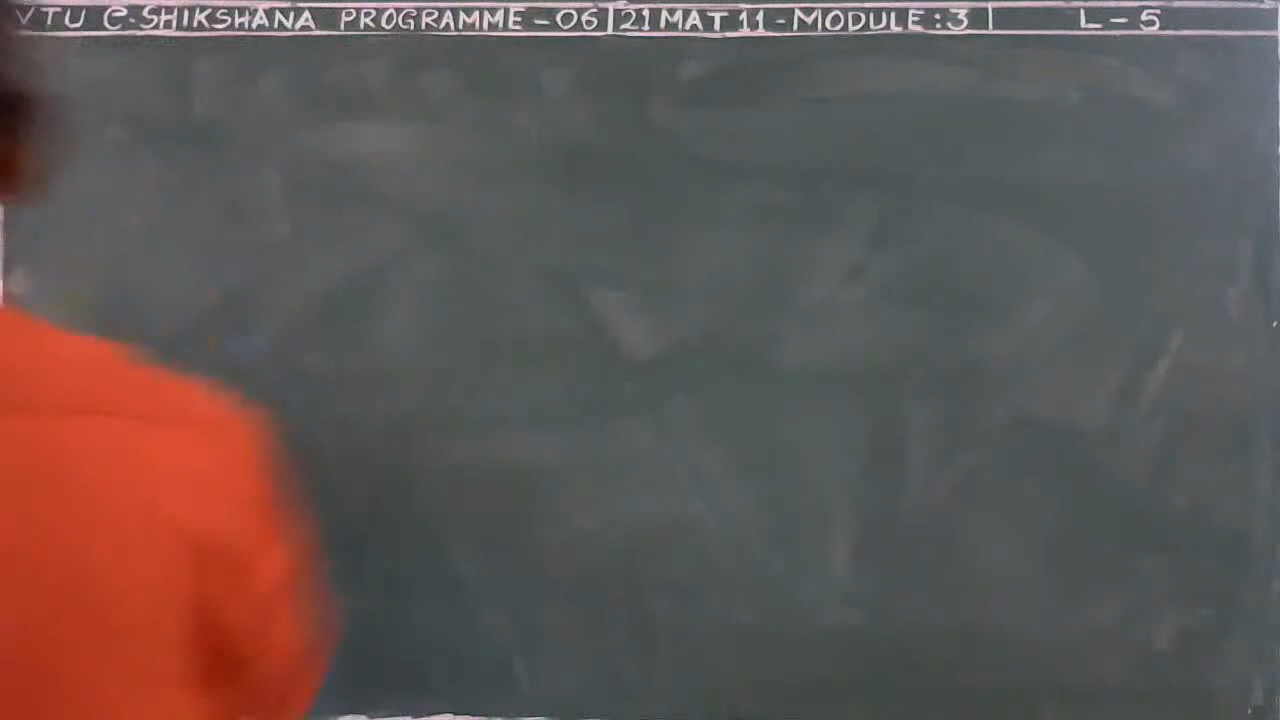 VTU e-SHIKSHANA PROGRAMME - 06 | 21 MAT 11 - MODULE : 3 | L - 5